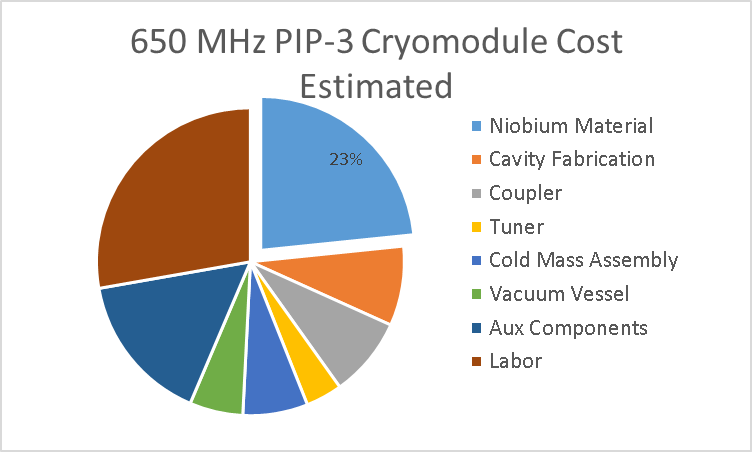 650 MHz PIP-3 Cryomodule Cost
Estimated
23%
Niobium Material
Cavity Fabrication
Coupler
Tuner
Cold Mass Assembly
Vacuum Vessel
Aux Components
Labor